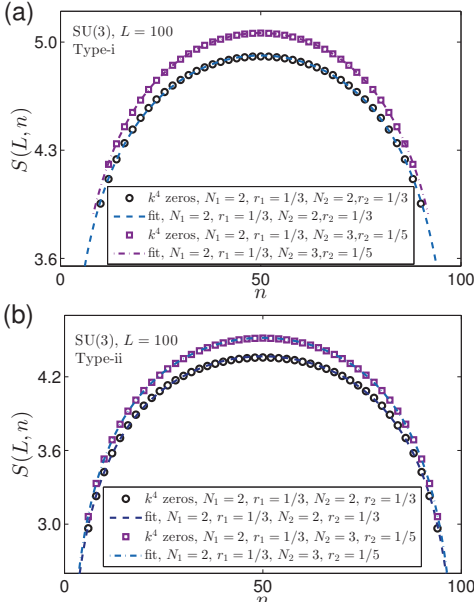 (a)
SU(3), L = 100
Type-i
5.0
4.3
3.6
S(L, n)
k⁴ zeros, N₁ = 2, r₁ = 1/3, N₂ = 2,r₂ = 1/3
fit, N₁ = 2, r₁ = 1/3, N₂ = 2,r₂ = 1/3
k⁴ zeros, N₁ = 2, r₁ = 1/3, N₂ = 3,r₂ = 1/5
fit, N₁ = 2, r₁ = 1/3, N₂ = 3,r₂ = 1/5
0 50 100
n
(b)
SU(3), L = 100
Type-ii
4.2
3.6
3.0
S(L, n)
k⁴ zeros, N₁ = 2, r₁ = 1/3, N₂ = 2, r₂ = 1/3
fit, N₁ = 2, r₁ = 1/3, N₂ = 2, r₂ = 1/3
k⁴ zeros, N₁ = 2, r₁ = 1/3, N₂ = 3, r₂ = 1/5
fit, N₁ = 2, r₁ = 1/3, N₂ = 3, r₂ = 1/5
0 50 100
n